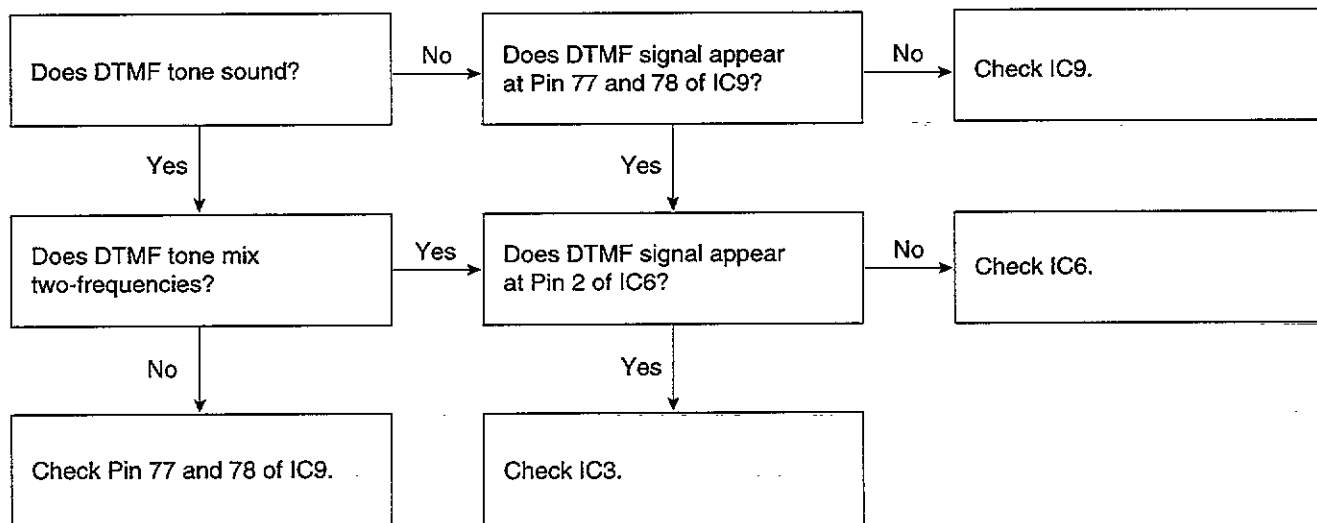 Does DTMF tone sound?
No
Does DTMF signal appear
at Pin 77 and 78 of IC9?
No
Check IC9.
Yes
Yes
Does DTMF tone mix
two-frequencies?
Yes
Does DTMF signal appear
at Pin 2 of IC6?
No
Check IC6.
No
Yes
Check Pin 77 and 78 of IC9.
Check IC3.